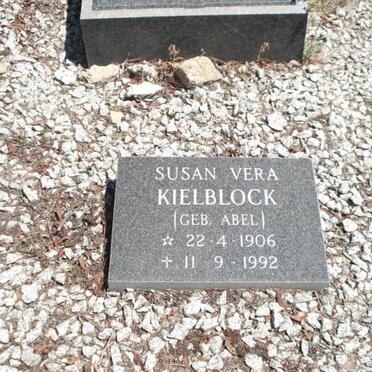 SUSAN VERA
KIELBLOCK
(GEB. ABEL)
☆ 22·4·1906
✝ 11·9·1992